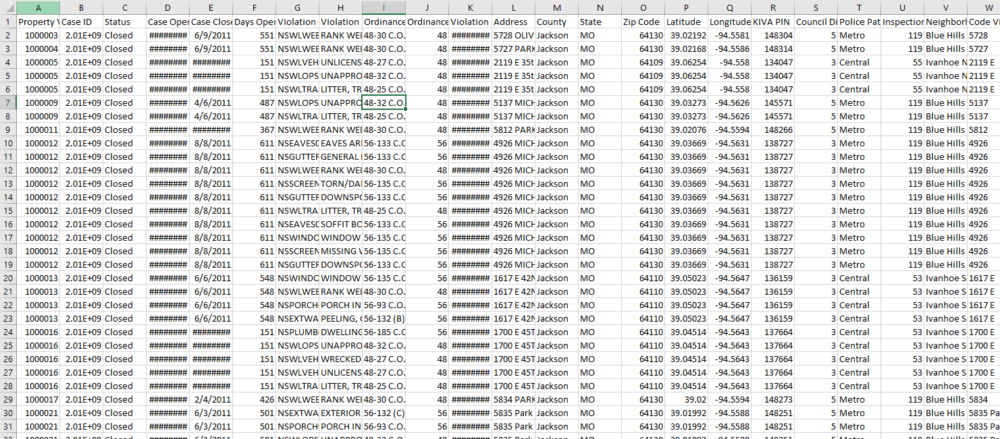 A B C D E F G H I J K L M N O P Q R S T U V W
1 Property V Case ID Status Case Oper Case Close Days Oper Violation Violation Ordinance Ordinance Violation Address County State Zip Code Latitude Longitude KIVA PIN Council Di Police Pat Inspection Neighborh Code Vi
2 1000003 2.01E+09 Closed ######## 6/9/2011 551 NSWLWEE RANK WEE 48-30 C.O. 48 ######## 5728 OLIV Jackson MO 64130 39.02192 -94.5581 148304 5 Metro 119 Blue Hills 5728
3 1000004 2.01E+09 Closed ######## 6/9/2011 551 NSWLWEE RANK WEE 48-30 C.O. 48 ######## 5727 PARK Jackson MO 64130 39.02168 -94.5586 148314 5 Metro 119 Blue Hills 5727
4 1000005 2.01E+09 Closed ######## ######## 151 NSWLVEH UNLICENS 48-27 C.O. 48 ######## 2119 E 35t Jackson MO 64109 39.06254 -94.558 134047 3 Central 55 Ivanhoe N 2119 E
5 1000005 2.01E+09 Closed ######## ######## 151 NSWLOPS UNAPPRO 48-32 C.O. 48 ######## 2119 E 35t Jackson MO 64109 39.06254 -94.558 134047 3 Central 55 Ivanhoe N 2119 E
6 1000005 2.01E+09 Closed ######## ######## 151 NSWLTRA LITTER, TR 48-25 C.O. 48 ######## 2119 E 35t Jackson MO 64109 39.06254 -94.558 134047 3 Central 55 Ivanhoe N 2119 E
7 1000009 2.01E+09 Closed ######## 4/6/2011 487 NSWLOPS UNAPPRO 48-32 C.O. 48 ######## 5137 MICH Jackson MO 64130 39.03273 -94.5626 145571 5 Metro 119 Blue Hills 5137
8 1000009 2.01E+09 Closed ######## 4/6/2011 487 NSWLTRA LITTER, TR 48-25 C.O. 48 ######## 5137 MICH Jackson MO 64130 39.03273 -94.5626 145571 5 Metro 119 Blue Hills 5137
9 1000011 2.01E+09 Closed ######## ######## 367 NSWLWEE RANK WEE 48-30 C.O. 48 ######## 5812 PARK Jackson MO 64130 39.02076 -94.5594 148266 5 Metro 119 Blue Hills 5812
10 1000012 2.01E+09 Closed ######## 8/8/2011 611 NSEAVES0 EAVES ARE 56-133 C.O 56 ######## 4926 MICH Jackson MO 64130 39.03669 -94.5631 138727 3 Metro 119 Blue Hills 4926
11 1000012 2.01E+09 Closed ######## 8/8/2011 611 NSGUTTER GENERAL 56-133 C.O 56 ######## 4926 MICH Jackson MO 64130 39.03669 -94.5631 138727 3 Metro 119 Blue Hills 4926
12 1000012 2.01E+09 Closed ######## 8/8/2011 611 NSWLWEE RANK WEE 48-30 C.O. 48 ######## 4926 MICH Jackson MO 64130 39.03669 -94.5631 138727 3 Metro 119 Blue Hills 4926
13 1000012 2.01E+09 Closed ######## 8/8/2011 611 NSSCREEN TORN/DAM 56-135 C.O 56 ######## 4926 MICH Jackson MO 64130 39.03669 -94.5631 138727 3 Metro 119 Blue Hills 4926
14 1000012 2.01E+09 Closed ######## 8/8/2011 611 NSGUTTER DOWNSPO 56-133 C.O 56 ######## 4926 MICH Jackson MO 64130 39.03669 -94.5631 138727 3 Metro 119 Blue Hills 4926
15 1000012 2.01E+09 Closed ######## 8/8/2011 611 NSWLTRA LITTER, TR 48-25 C.O. 48 ######## 4926 MICH Jackson MO 64130 39.03669 -94.5631 138727 3 Metro 119 Blue Hills 4926
16 1000012 2.01E+09 Closed ######## 8/8/2011 611 NSEAVES0 SOFFIT BO 56-133 C.O 56 ######## 4926 MICH Jackson MO 64130 39.03669 -94.5631 138727 3 Metro 119 Blue Hills 4926
17 1000012 2.01E+09 Closed ######## 8/8/2011 611 NSWINDO WINDOW 56-135 C.O 56 ######## 4926 MICH Jackson MO 64130 39.03669 -94.5631 138727 3 Metro 119 Blue Hills 4926
18 1000012 2.01E+09 Closed ######## 8/8/2011 611 NSSCREEN MISSING W 56-135 C.O 56 ######## 4926 MICH Jackson MO 64130 39.03669 -94.5631 138727 3 Metro 119 Blue Hills 4926
19 1000012 2.01E+09 Closed ######## 8/8/2011 611 NSGUTTER DOWNSPO 56-133 C.O 56 ######## 4926 MICH Jackson MO 64130 39.03669 -94.5631 138727 3 Metro 119 Blue Hills 4926
20 1000013 2.01E+09 Closed ######## 6/6/2011 548 NSWINDO WINDOW 56-135 C.O 56 ######## 1617 E 42N Jackson MO 64110 39.05023 -94.5647 136159 3 Central 53 Ivanhoe S 1617 E
21 1000013 2.01E+09 Closed ######## 6/6/2011 548 NSWLWEE RANK WEE 48-30 C.O. 48 ######## 1617 E 42N Jackson MO 64110 39.05023 -94.5647 136159 3 Central 53 Ivanhoe S 1617 E
22 1000013 2.01E+09 Closed ######## 6/6/2011 548 NSPORCH PORCH IN 56-93 C.O. 56 ######## 1617 E 42N Jackson MO 64110 39.05023 -94.5647 136159 3 Central 53 Ivanhoe S 1617 E
23 1000013 2.01E+09 Closed ######## 6/6/2011 548 NSEXTWA PEELING, C 56-132 (B) 56 ######## 1617 E 42N Jackson MO 64110 39.05023 -94.5647 136159 3 Central 53 Ivanhoe S 1617 E
24 1000016 2.01E+09 Closed ######## ######## 151 NSPLUMB DWELLING 56-185 C.O 56 ######## 1700 E 45T Jackson MO 64110 39.04514 -94.5643 137664 3 Central 53 Ivanhoe S 1700 E
25 1000016 2.01E+09 Closed ######## ######## 151 NSWLOPS UNAPPRO 48-32 C.O. 48 ######## 1700 E 45T Jackson MO 64110 39.04514 -94.5643 137664 3 Central 53 Ivanhoe S 1700 E
26 1000016 2.01E+09 Closed ######## ######## 151 NSWLVEH WRECKED, 48-27 C.O. 48 ######## 1700 E 45T Jackson MO 64110 39.04514 -94.5643 137664 3 Central 53 Ivanhoe S 1700 E
27 1000016 2.01E+09 Closed ######## ######## 151 NSWLVEH UNLICENS 48-27 C.O. 48 ######## 1700 E 45T Jackson MO 64110 39.04514 -94.5643 137664 3 Central 53 Ivanhoe S 1700 E
28 1000016 2.01E+09 Closed ######## ######## 151 NSWLTRA LITTER, TR 48-25 C.O. 48 ######## 1700 E 45T Jackson MO 64110 39.04514 -94.5643 137664 3 Central 53 Ivanhoe S 1700 E
29 1000017 2.01E+09 Closed ######## 2/4/2011 426 NSWLWEE RANK WEE 48-30 C.O. 48 ######## 5834 PARK Jackson MO 64130 39.02 -94.5594 148273 5 Metro 119 Blue Hills 5834
30 1000021 2.01E+09 Closed ######## 6/3/2011 501 NSEXTWA EXTERIOR 56-132 (C) 56 ######## 5835 Park Jackson MO 64130 39.01992 -94.5588 148251 5 Metro 119 Blue Hills 5835 Pa
31 1000021 2.01E+09 Closed ######## 6/3/2011 501 NSPORCH PORCH IN 56-93 C.O. 56 ######## 5835 Park Jackson MO 64130 39.01992 -94.5588 148251 5 Metro 119 Blue Hills 5835 Pa